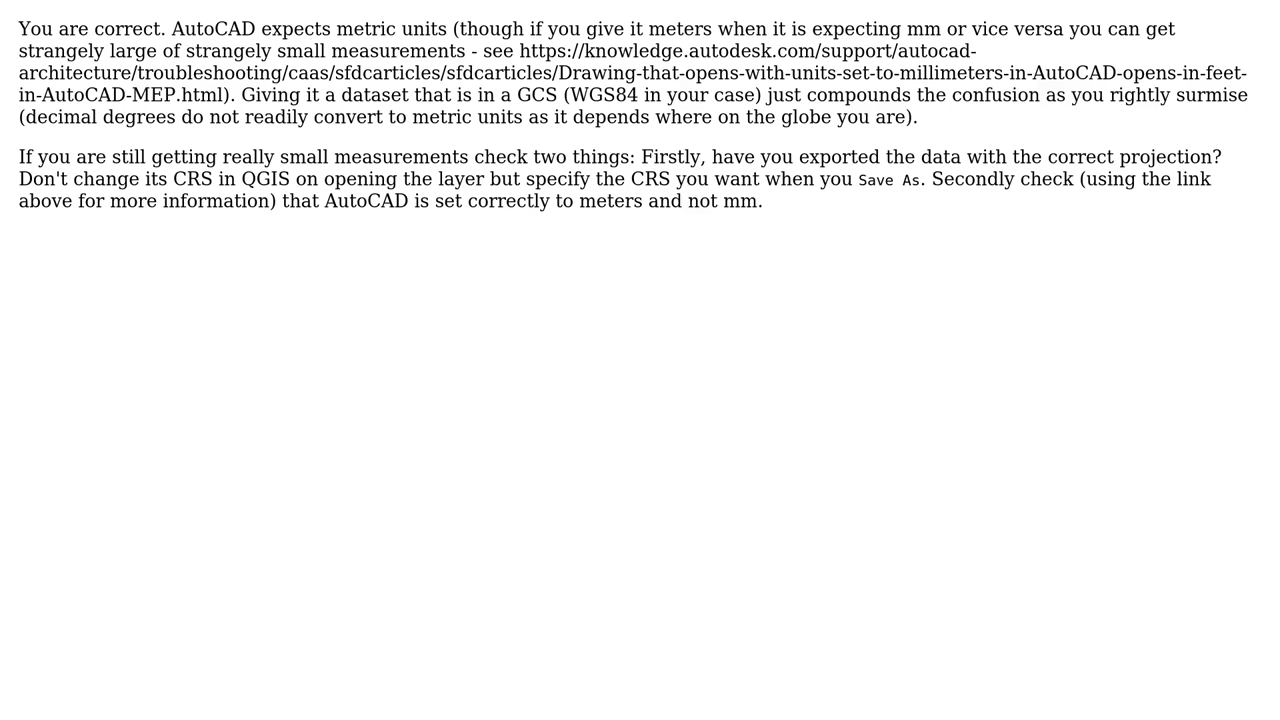 You are correct. AutoCAD expects metric units (though if you give it meters when it is expecting mm or vice versa you can get
strangely large of strangely small measurements - see https://knowledge.autodesk.com/support/autocad-
architecture/troubleshooting/caas/sfdcarticles/sfdcarticles/Drawing-that-opens-with-units-set-to-millimeters-in-AutoCAD-opens-in-feet-
in-AutoCAD-MEP.html). Giving it a dataset that is in a GCS (WGS84 in your case) just compounds the confusion as you rightly surmise
(decimal degrees do not readily convert to metric units as it depends where on the globe you are).
If you are still getting really small measurements check two things: Firstly, have you exported the data with the correct projection?
Don't change its CRS in QGIS on opening the layer but specify the CRS you want when you Save As. Secondly check (using the link
above for more information) that AutoCAD is set correctly to meters and not mm.